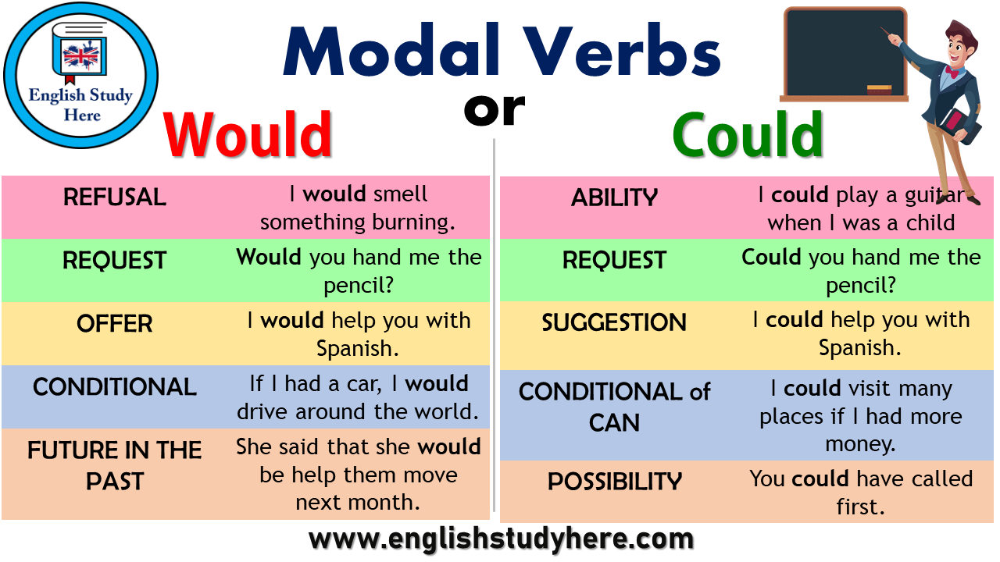 English Study
Here
Modal Verbs
or
Would
Could
REFUSAL
I would smell
something burning.
REQUEST
Would you hand me the
pencil?
OFFER
I would help you with
Spanish.
CONDITIONAL
If I had a car, I would
drive around the world.
FUTURE IN THE
PAST
She said that she would
be help them move
next month.
ABILITY
I could play a guitar
when I was a child
REQUEST
Could you hand me the
pencil?
SUGGESTION
I could help you with
Spanish.
CONDITIONAL of
CAN
I could visit many
places if I had more
money.
POSSIBILITY
You could have called
first.
www.englishstudyhere.com